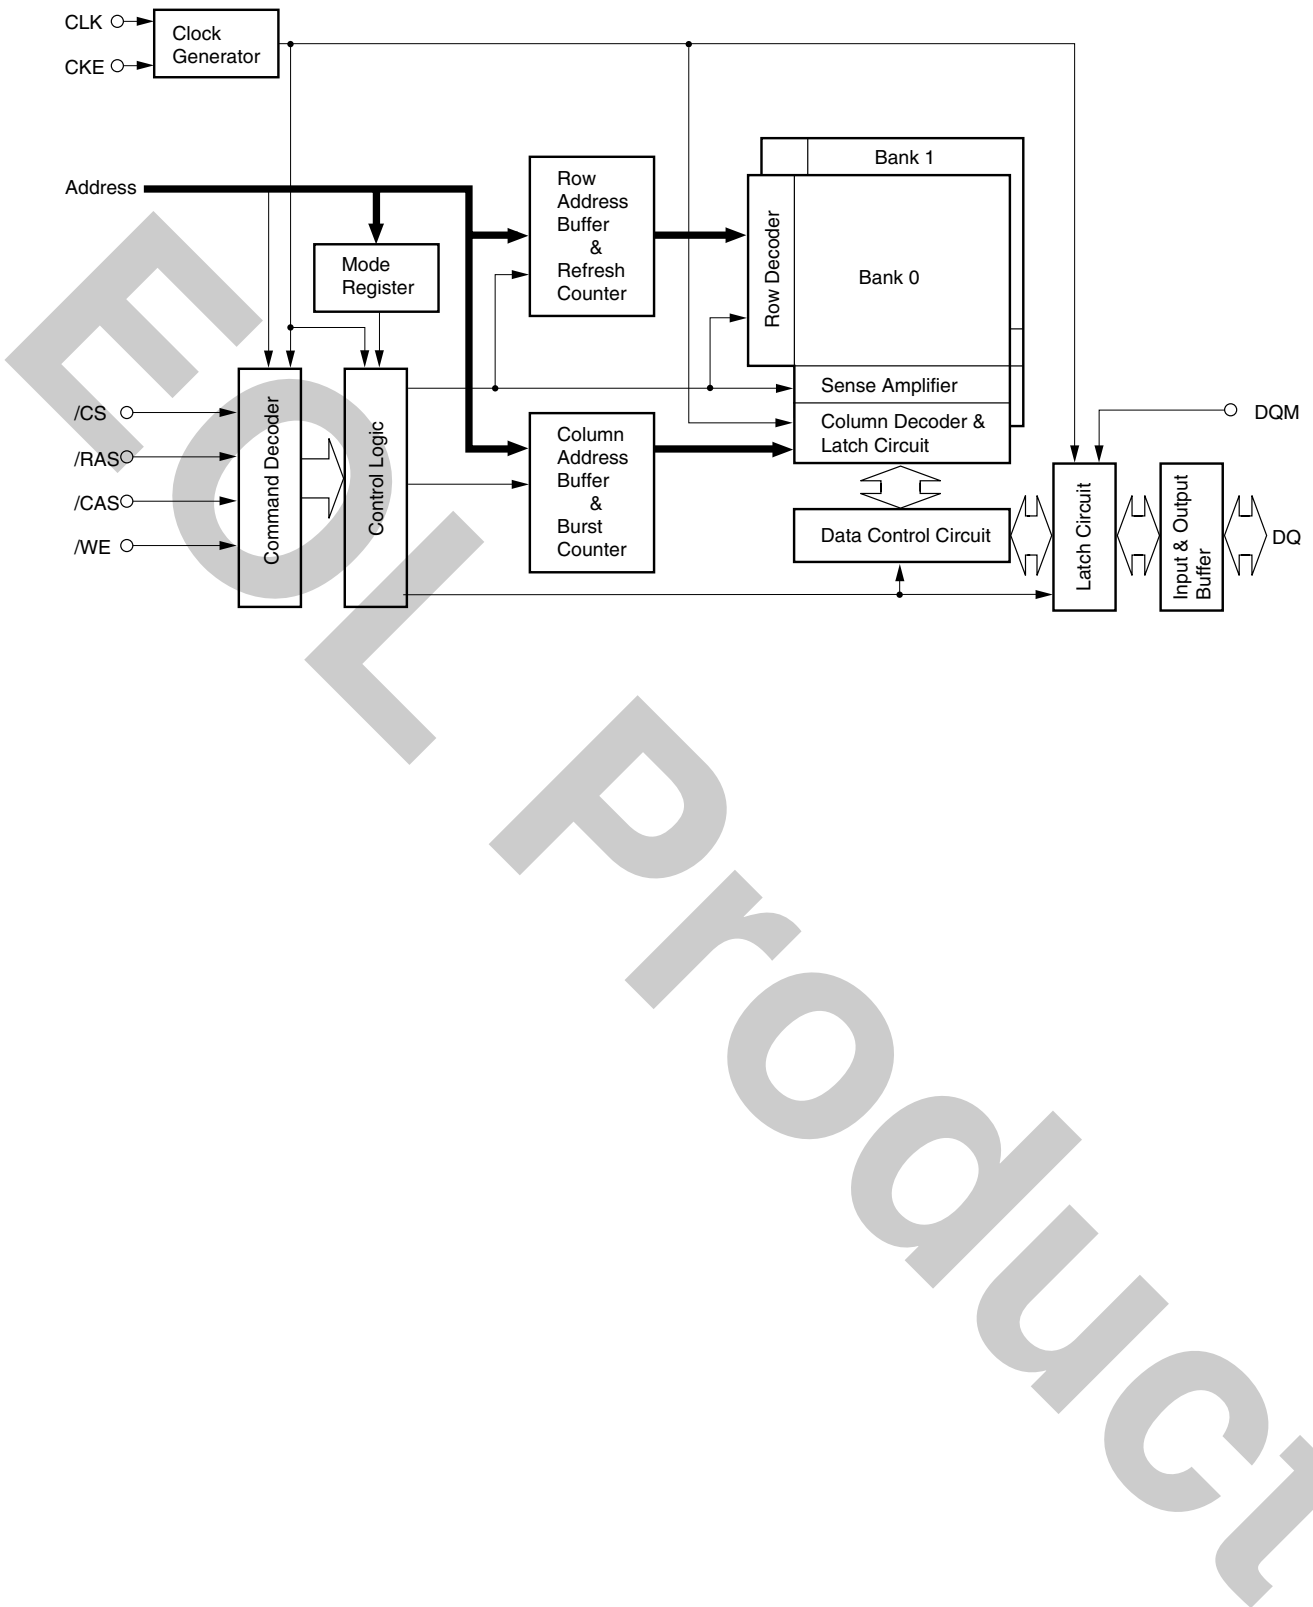 CLK
CKE
Clock
Generator
Address
Mode
Register
Row
Address
Buffer
&
Refresh
Counter
Bank 1
Row Decoder
Bank 0
Sense Amplifier
Column Decoder &
Latch Circuit
/CS
/RAS
/CAS
/WE
Command Decoder
Control Logic
Column
Address
Buffer
&
Burst
Counter
Data Control Circuit
Latch Circuit
Input & Output
Buffer
DQM
DQ
EOL Product